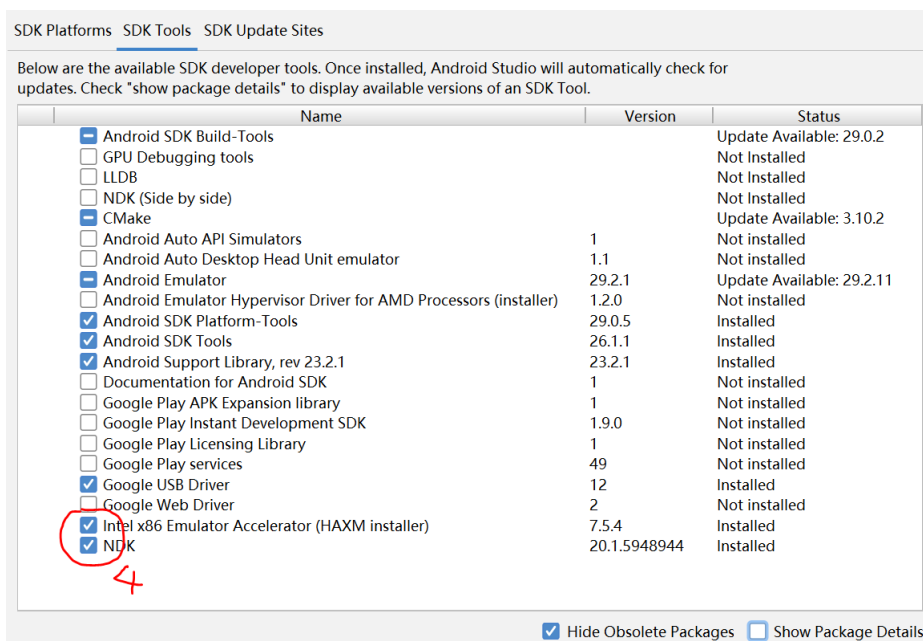 SDK Platforms SDK Tools SDK Update Sites
Below are the available SDK developer tools. Once installed, Android Studio will automatically check for
updates. Check "show package details" to display available versions of an SDK Tool.
Name Version Status
Android SDK Build-Tools Update Available: 29.0.2
GPU Debugging tools Not Installed
LLDB Not Installed
NDK (Side by side) Not Installed
CMake Update Available: 3.10.2
Android Auto API Simulators 1 Not installed
Android Auto Desktop Head Unit emulator 1.1 Not installed
Android Emulator 29.2.1 Update Available: 29.2.11
Android Emulator Hypervisor Driver for AMD Processors (installer) 1.2.0 Not installed
Android SDK Platform-Tools 29.0.5 Installed
Android SDK Tools 26.1.1 Installed
Android Support Library, rev 23.2.1 23.2.1 Installed
Documentation for Android SDK 1 Not installed
Google Play APK Expansion library 1 Not installed
Google Play Instant Development SDK 1.9.0 Not installed
Google Play Licensing Library 1 Not installed
Google Play services 49 Not installed
Google USB Driver 12 Installed
Google Web Driver 2 Not installed
Intel x86 Emulator Accelerator (HAXM installer) 7.5.4 Installed
NDK 20.1.5948944 Installed
4
Hide Obsolete Packages Show Package Details